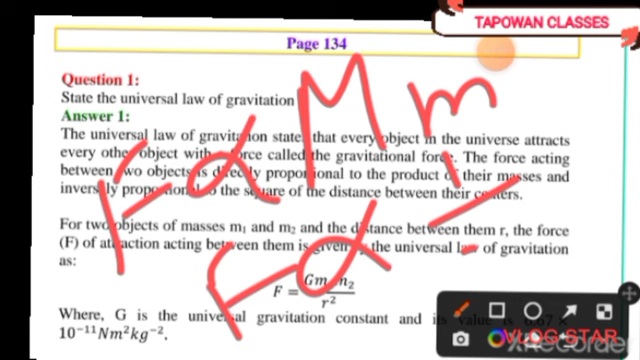 TAPOWAN CLASSES
Page 134
Question 1:
State the universal law of gravitation
Answer 1:
The universal law of gravitation states that every object in the universe attracts
every other object with a force called the gravitational force. The force acting
between two objects is directly proportional to the product of their masses and
inversely proportional to the square of the distance between their centers.
For two objects of masses m₁ and m₂ and the distance between them r, the force
(F) of attraction acting between them is given by the universal law of gravitation
as:
F = Gm₁m₂/r²
Where, G is the universal gravitation constant and its value is 6.67 ×
10⁻¹¹Nm²kg⁻².
F α M m
F α 1
VLOG STAR